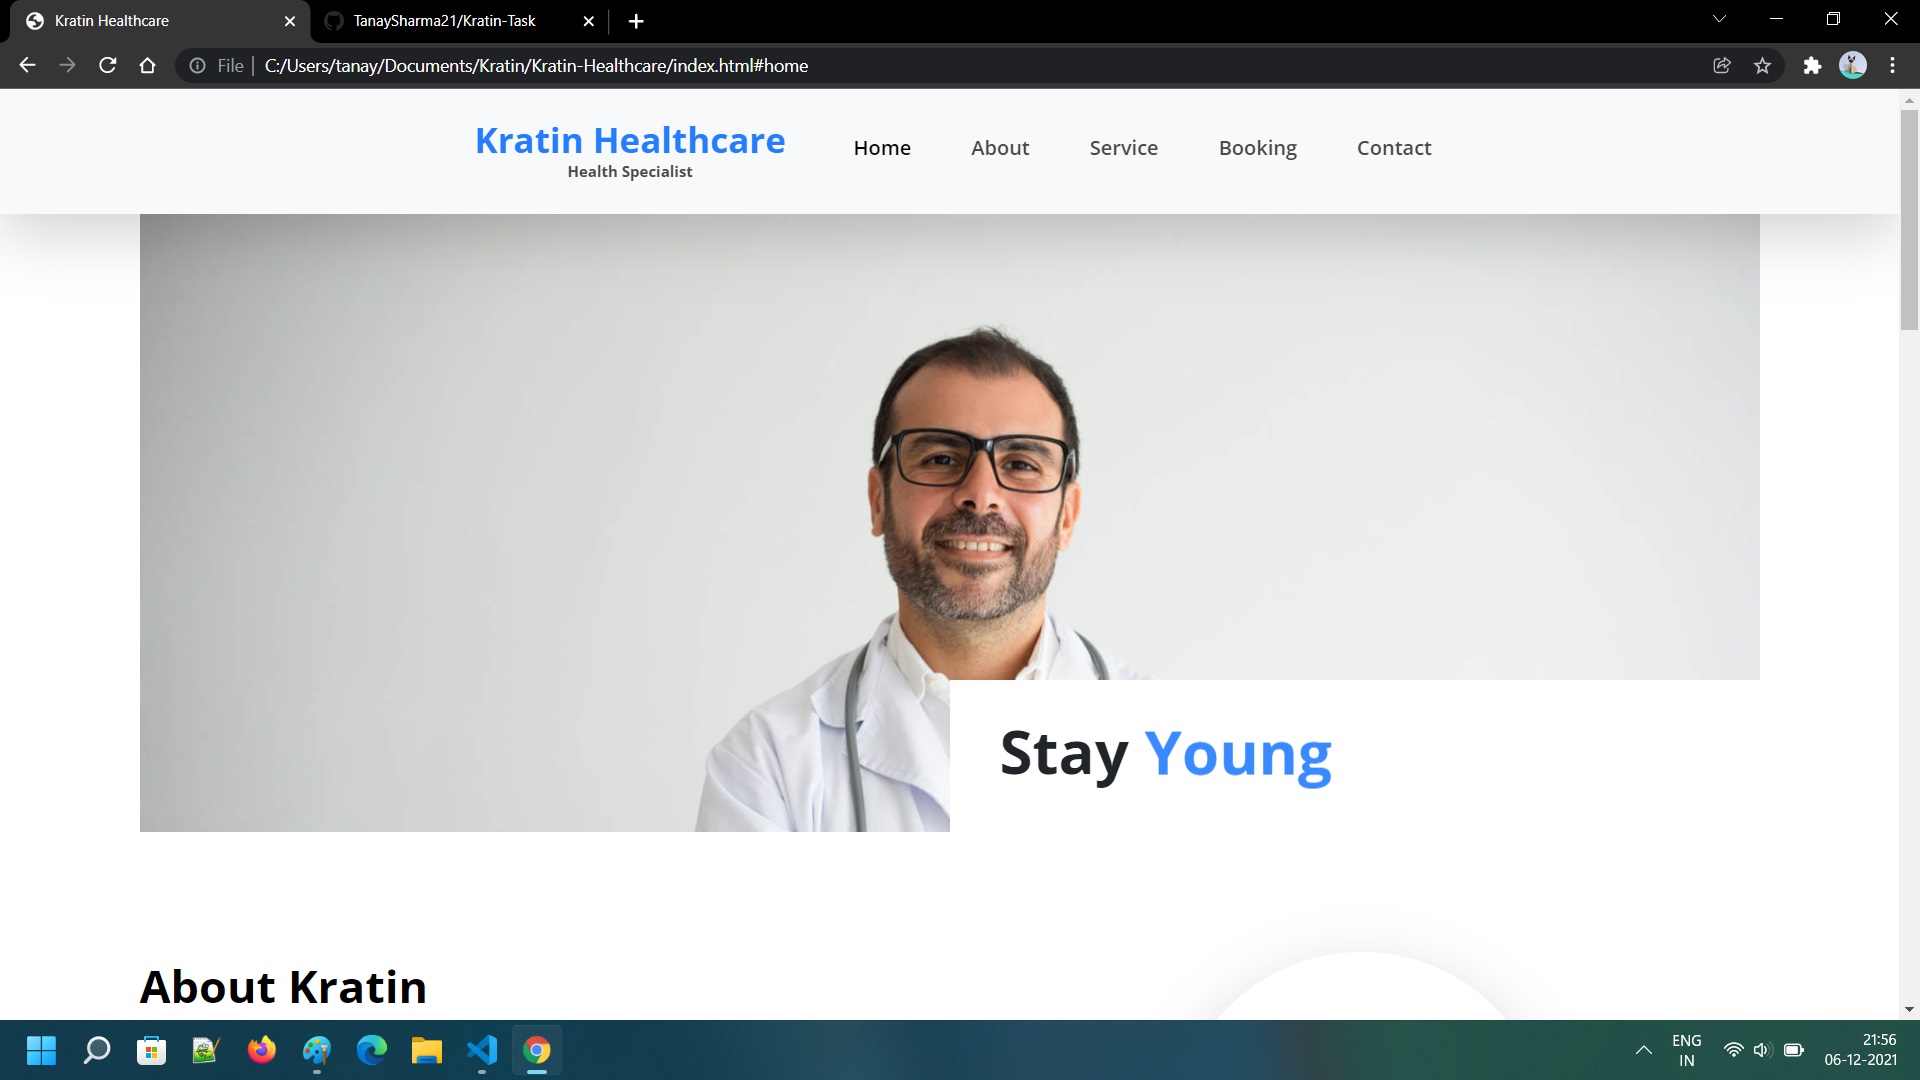 Kratin Healthcare
TanaySharma21/Kratin-Task
File
C:/Users/tanay/Documents/Kratin/Kratin-Healthcare/index.html#home
Kratin Healthcare
Health Specialist
Home
About
Service
Booking
Contact
Stay Young
About Kratin
ENG
IN
21:56
06-12-2021